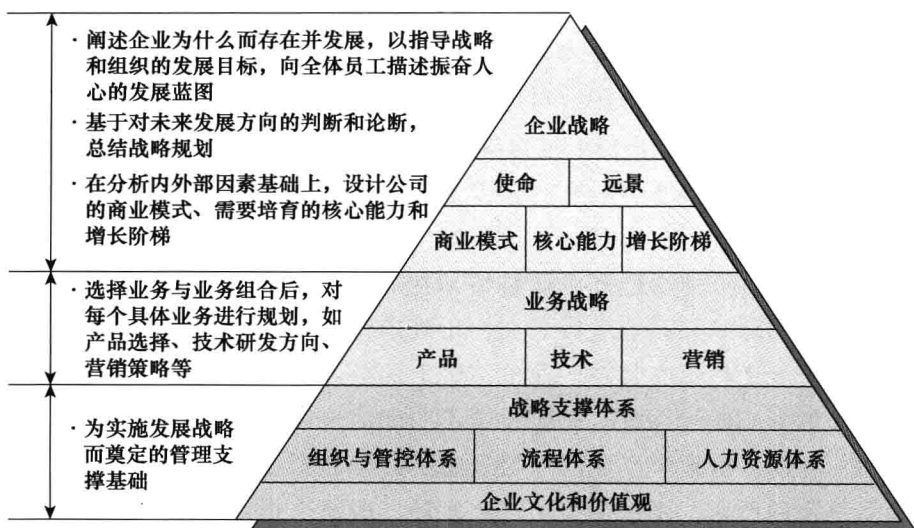 · 阐述企业为什么而存在并发展，以指导战略
和组织的发展目标，向全体员工描述振奋人
心的发展蓝图
· 基于对未来发展方向的判断和论断，
总结战略规划
· 在分析内外部因素基础上，设计公司
的商业模式、需要培育的核心能力和
增长阶梯
企业战略
使命 远景
商业模式 核心能力 增长阶梯
· 选择业务与业务组合后，对
每个具体业务进行规划，如
产品选择、技术研发方向、
营销策略等
业务战略
产品 技术 营销
· 为实施发展战略
而奠定的管理支
撑基础
战略支撑体系
组织与管控体系 流程体系 人力资源体系
企业文化和价值观